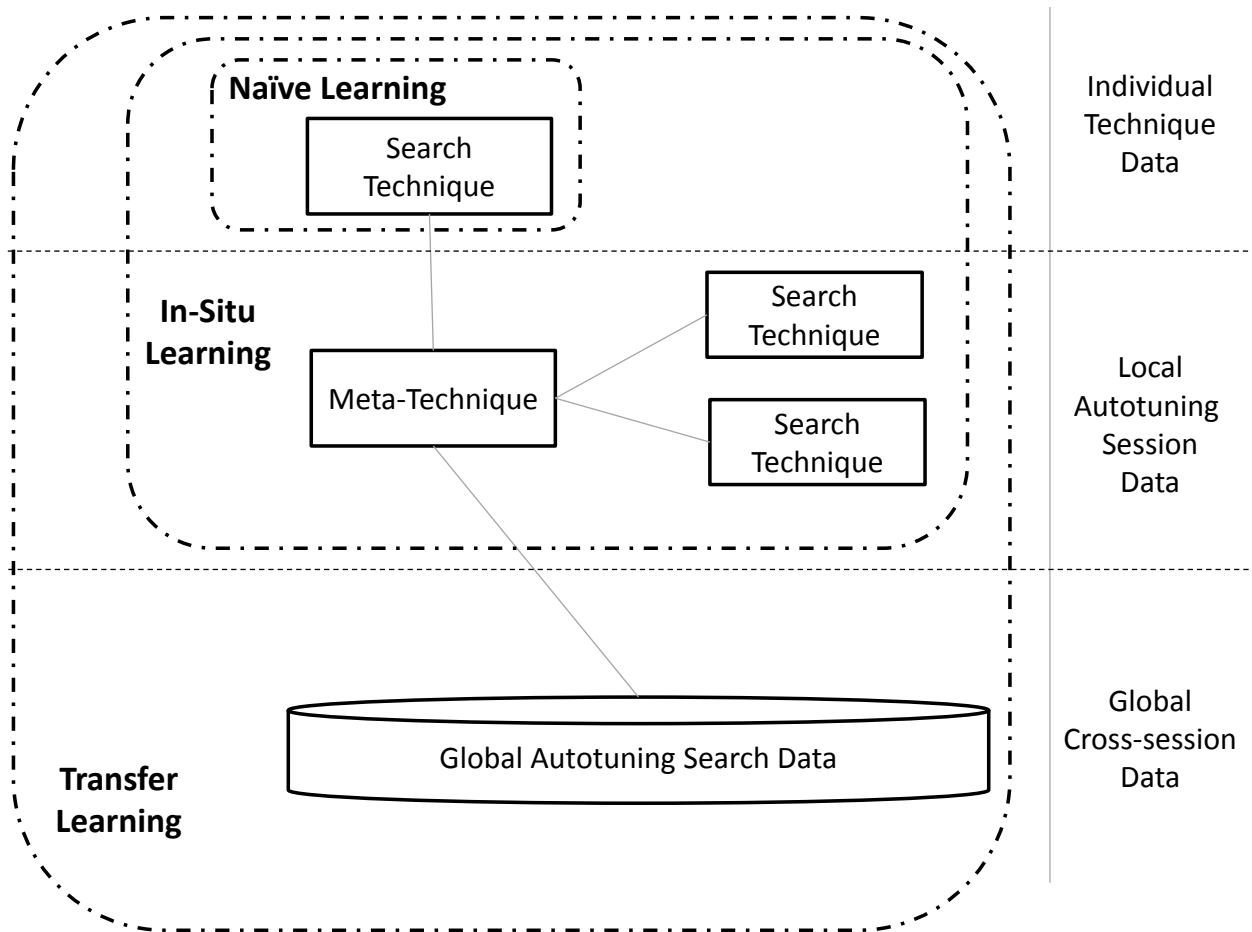 Naïve Learning
Search
Technique
Individual
Technique
Data
In-Situ
Learning
Meta-Technique
Search
Technique
Search
Technique
Local
Autotuning
Session
Data
Transfer
Learning
Global Autotuning Search Data
Global
Cross-session
Data